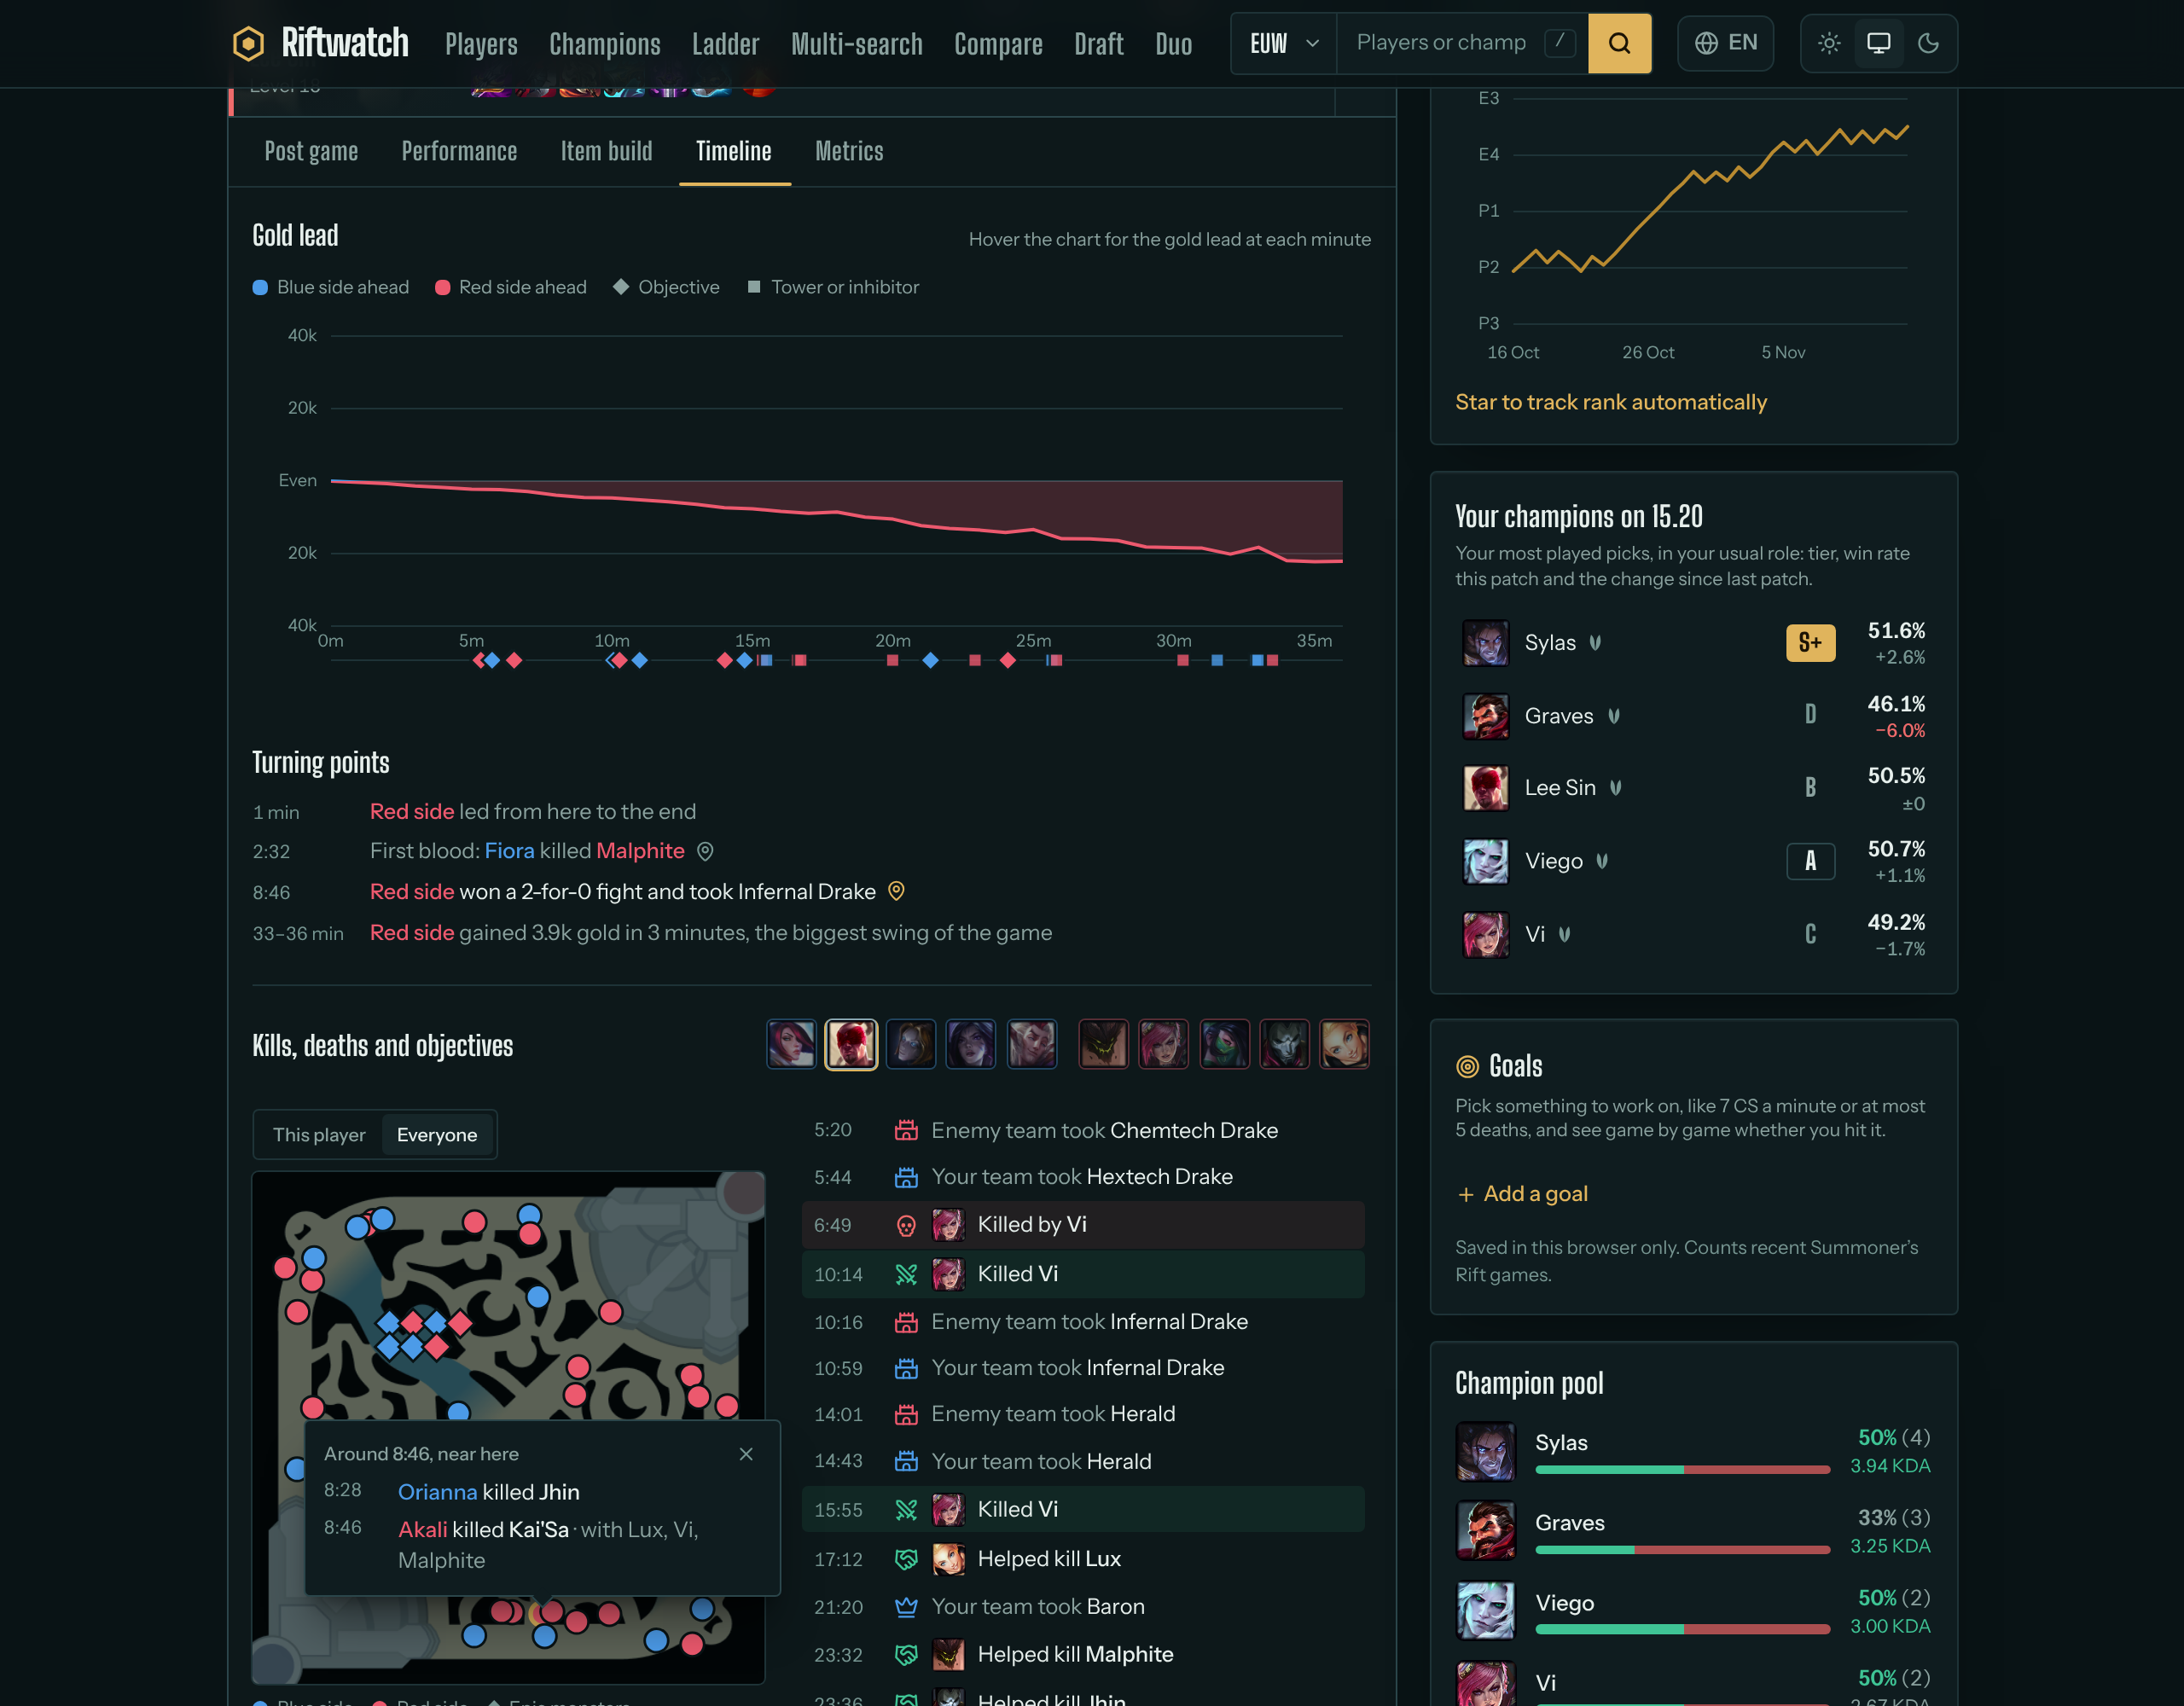 Riftwatch
Players
Champions
Ladder
Multi-search
Compare
Draft
Duo
EUW
Players or champ
/
EN
Post game
Performance
Item build
Timeline
Metrics
Gold lead
Hover the chart for the gold lead at each minute
Blue side ahead
Red side ahead
Objective
Tower or inhibitor
40k
20k
Even
20k
40k
0m
5m
10m
15m
20m
25m
30m
35m
Turning points
1 min
Red side led from here to the end
2:32
First blood: Fiora killed Malphite
8:46
Red side won a 2-for-0 fight and took Infernal Drake
33–36 min
Red side gained 3.9k gold in 3 minutes, the biggest swing of the game
Kills, deaths and objectives
This player
Everyone
Around 8:46, near here
8:28
Orianna killed Jhin
8:46
Akali killed Kai'Sa · with Lux, Vi,
Malphite
5:20
Enemy team took Chemtech Drake
5:44
Your team took Hextech Drake
6:49
Killed by Vi
10:14
Killed Vi
10:16
Enemy team took Infernal Drake
10:59
Your team took Infernal Drake
14:01
Enemy team took Herald
14:43
Your team took Herald
15:55
Killed Vi
17:12
Helped kill Lux
21:20
Your team took Baron
23:32
Helped kill Malphite
23:36
Helped kill Jhin
E3
E4
P1
P2
P3
16 Oct
26 Oct
5 Nov
Star to track rank automatically
Your champions on 15.20
Your most played picks, in your usual role: tier, win rate
this patch and the change since last patch.
Sylas
S+
51.6%
+2.6%
Graves
D
46.1%
−6.0%
Lee Sin
B
50.5%
±0
Viego
A
50.7%
+1.1%
Vi
C
49.2%
−1.7%
Goals
Pick something to work on, like 7 CS a minute or at most
5 deaths, and see game by game whether you hit it.
+ Add a goal
Saved in this browser only. Counts recent Summoner's
Rift games.
Champion pool
Sylas
50% (4)
3.94 KDA
Graves
33% (3)
3.25 KDA
Viego
50% (2)
3.00 KDA
Vi
50% (2)
2.67 KDA